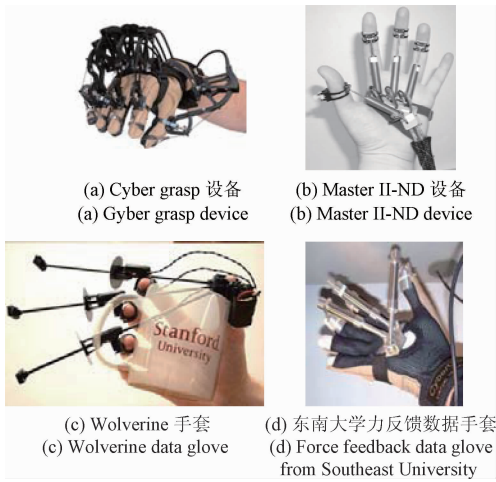 (a) Cyber grasp 设备
(a) Gyber grasp device
(b) Master II-ND 设备
(b) Master II-ND device
Stanford
University
(c) Wolverine 手套
(c) Wolverine data glove
(d) 东南大学力反馈数据手套
(d) Force feedback data glove
from Southeast University